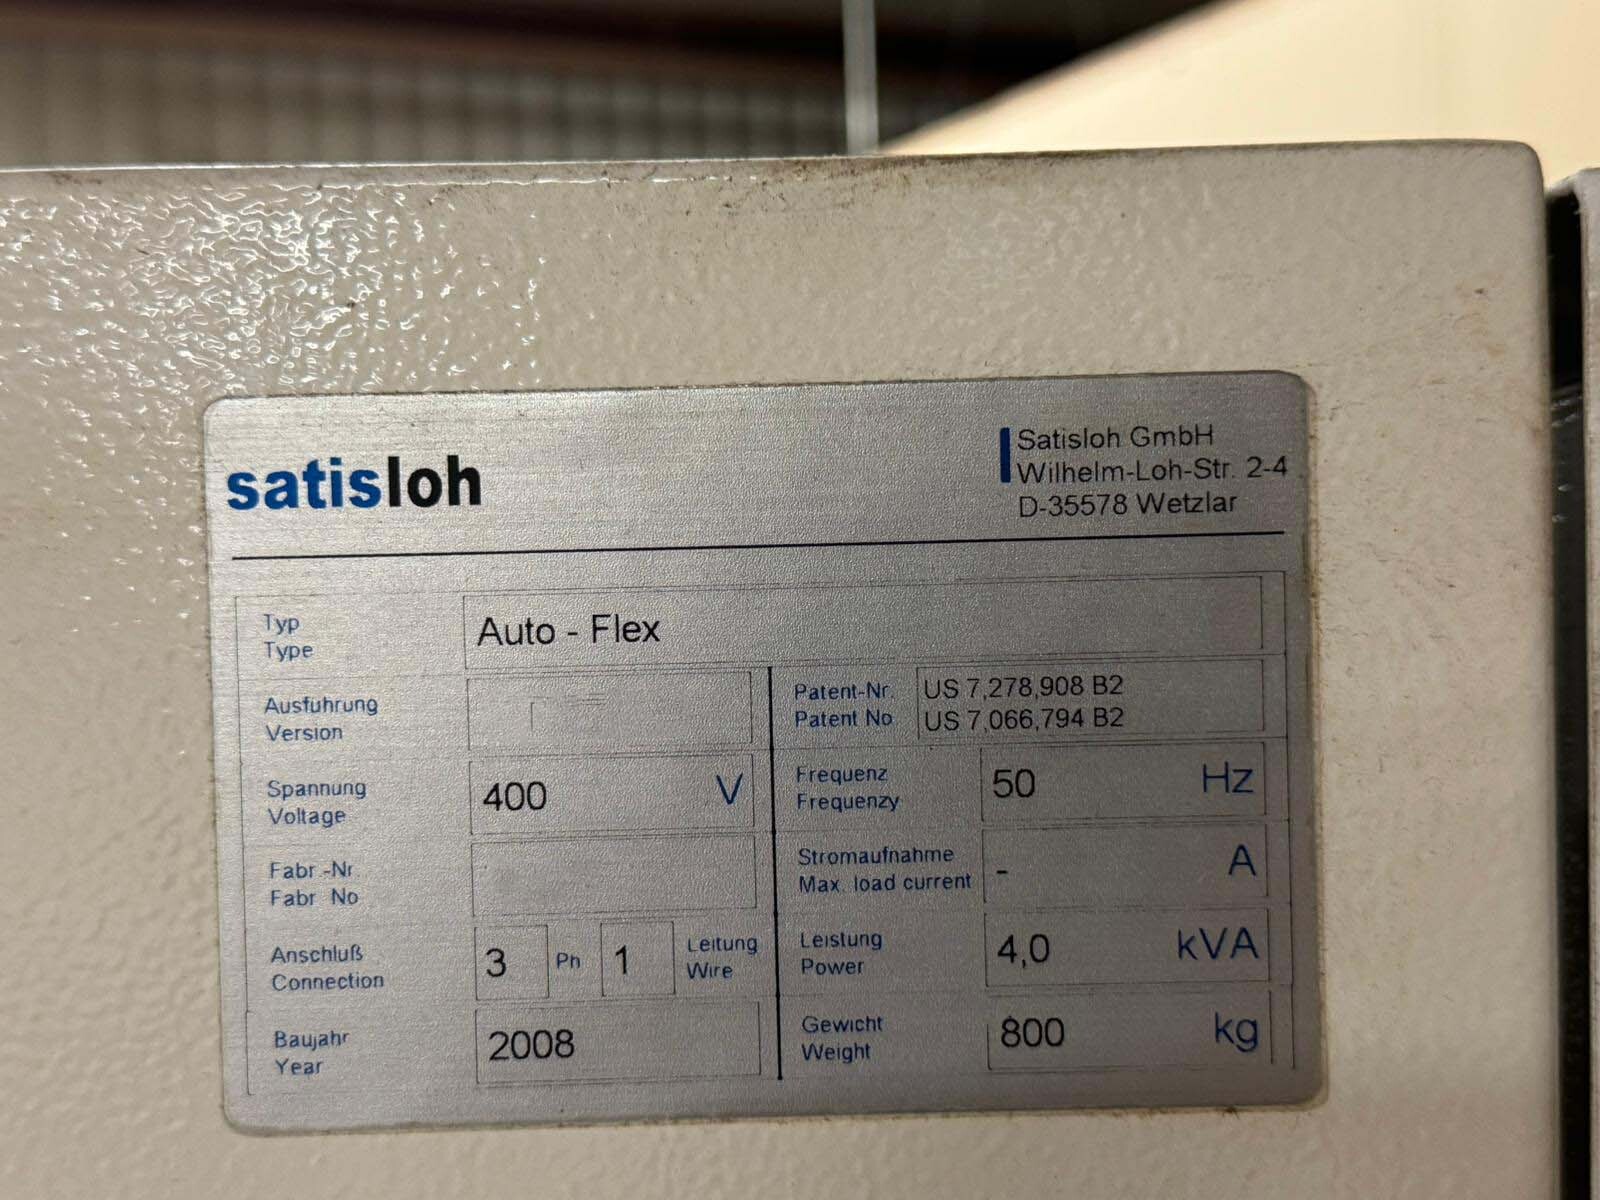 satisloh
Satisloh GmbH
Wilhelm-Loh-Str. 2-4
D-35578 Wetzlar
Typ
Type
Auto - Flex
Ausfuhrung
Version
Patent-Nr.
Patent No
US 7,278,908 B2
US 7,066,794 B2
Spannung
Voltage
400 V
Frequenz
Frequenzy
50 Hz
Fabr.-Nr
Fabr No
Stromaufnahme
Max. load current
- A
Anschluß
Connection
3 Ph 1
Leitung
Wire
Leistung
Power
4,0 kVA
Baujahr
Year
2008
Gewicht
Weight
800 kg